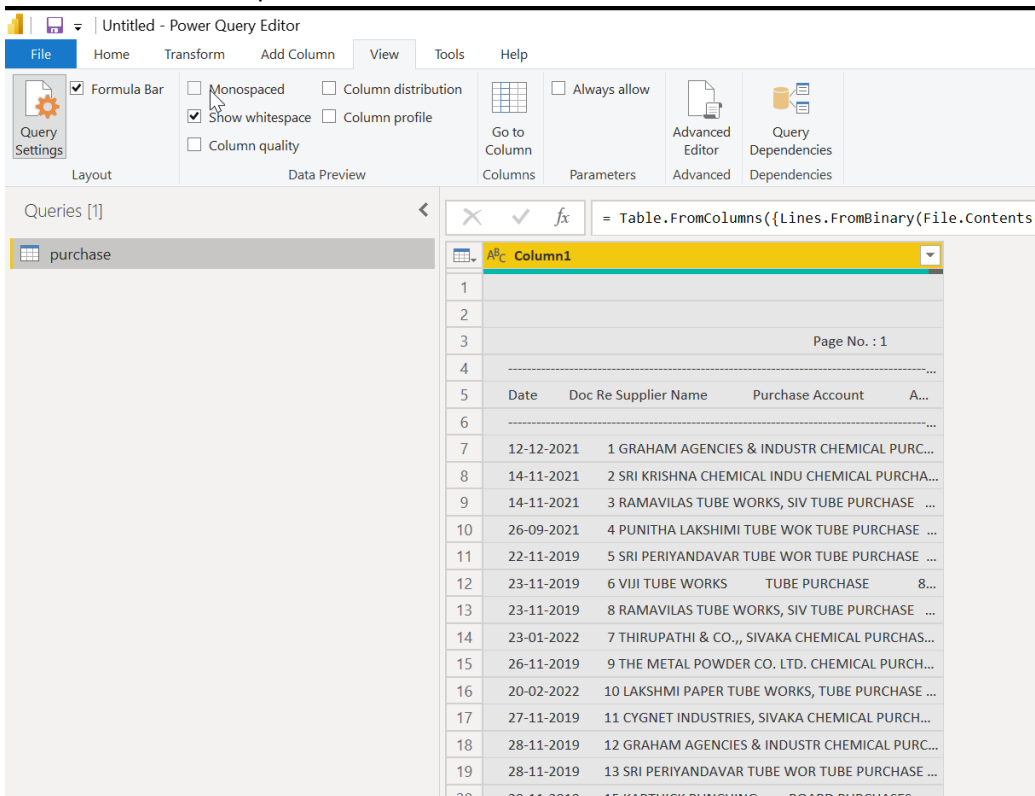 Untitled - Power Query Editor
File Home Transform Add Column View Tools Help
Formula Bar Monospaced Column distribution Always allow
Show whitespace Column profile
Column quality
Query Settings Go to Column Advanced Editor Query Dependencies
Layout Data Preview Columns Parameters Advanced Dependencies
Queries [1]
fx = Table.FromColumns({Lines.FromBinary(File.Contents
purchase
ABC Column1
1
2
3 Page No. : 1
4 ------------------------------------------------------------------------------------...
5 Date Doc Re Supplier Name Purchase Account A...
6 ------------------------------------------------------------------------------------...
7 12-12-2021 1 GRAHAM AGENCIES & INDUSTR CHEMICAL PURC...
8 14-11-2021 2 SRI KRISHNA CHEMICAL INDU CHEMICAL PURCHA...
9 14-11-2021 3 RAMAVILAS TUBE WORKS, SIV TUBE PURCHASE ...
10 26-09-2021 4 PUNITHA LAKSHIMI TUBE WOK TUBE PURCHASE ...
11 22-11-2019 5 SRI PERIYANDAVAR TUBE WOR TUBE PURCHASE ...
12 23-11-2019 6 VIJI TUBE WORKS TUBE PURCHASE 8...
13 23-11-2019 8 RAMAVILAS TUBE WORKS, SIV TUBE PURCHASE ...
14 23-01-2022 7 THIRUPATHI & CO.,, SIVAKA CHEMICAL PURCHAS...
15 26-11-2019 9 THE METAL POWDER CO. LTD. CHEMICAL PURCH...
16 20-02-2022 10 LAKSHMI PAPER TUBE WORKS, TUBE PURCHASE ...
17 27-11-2019 11 CYGNET INDUSTRIES, SIVAKA CHEMICAL PURCH...
18 28-11-2019 12 GRAHAM AGENCIES & INDUSTR CHEMICAL PURC...
19 28-11-2019 13 SRI PERIYANDAVAR TUBE WOR TUBE PURCHASE ...